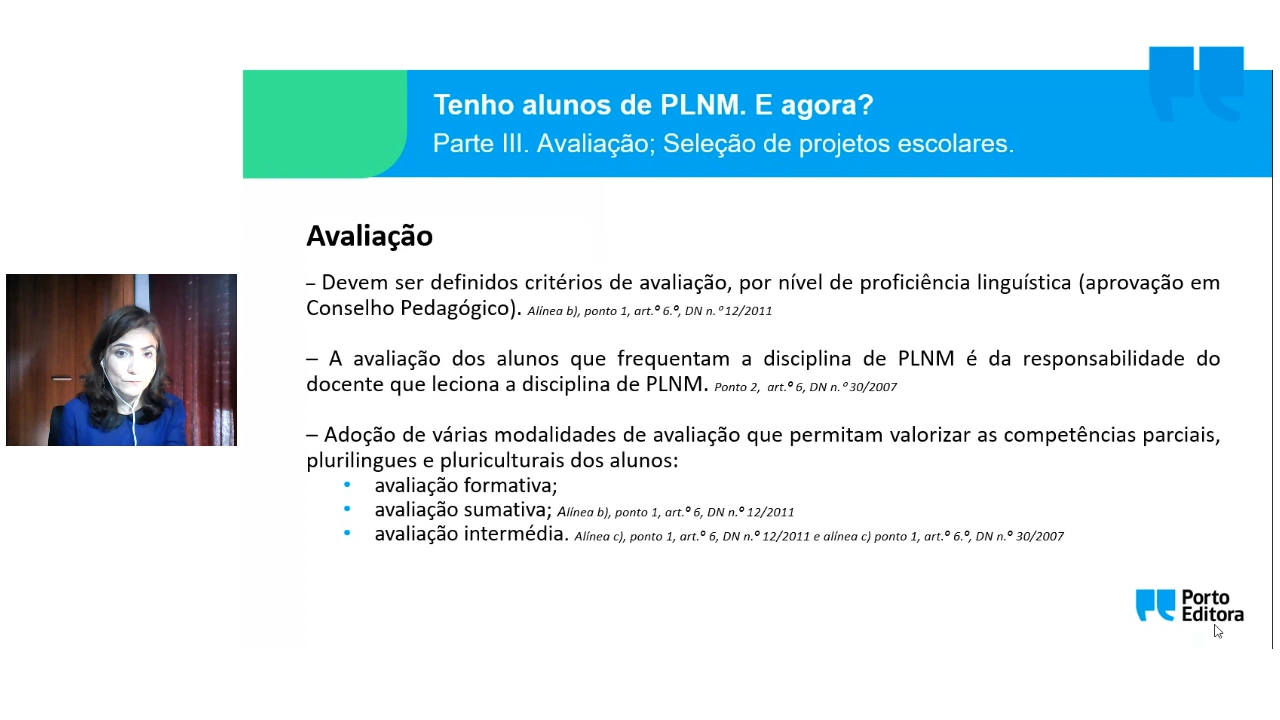 Tenho alunos de PLNM. E agora?
Parte III. Avaliação; Seleção de projetos escolares.
Avaliação
– Devem ser definidos critérios de avaliação, por nível de proficiência linguística (aprovação em
Conselho Pedagógico). Alínea b), ponto 1, art.º 6.º, DN n.º 12/2011
– A avaliação dos alunos que frequentam a disciplina de PLNM é da responsabilidade do
docente que leciona a disciplina de PLNM. Ponto 2, art.º 6, DN n.º 30/2007
– Adoção de várias modalidades de avaliação que permitam valorizar as competências parciais,
plurilingues e pluriculturais dos alunos:
• avaliação formativa;
• avaliação sumativa; Alínea b), ponto 1, art.º 6, DN n.º 12/2011
• avaliação intermédia. Alínea c), ponto 1, art.º 6, DN n.º 12/2011 e alínea c) ponto 1, art.º 6.º, DN n.º 30/2007
Porto
Editora